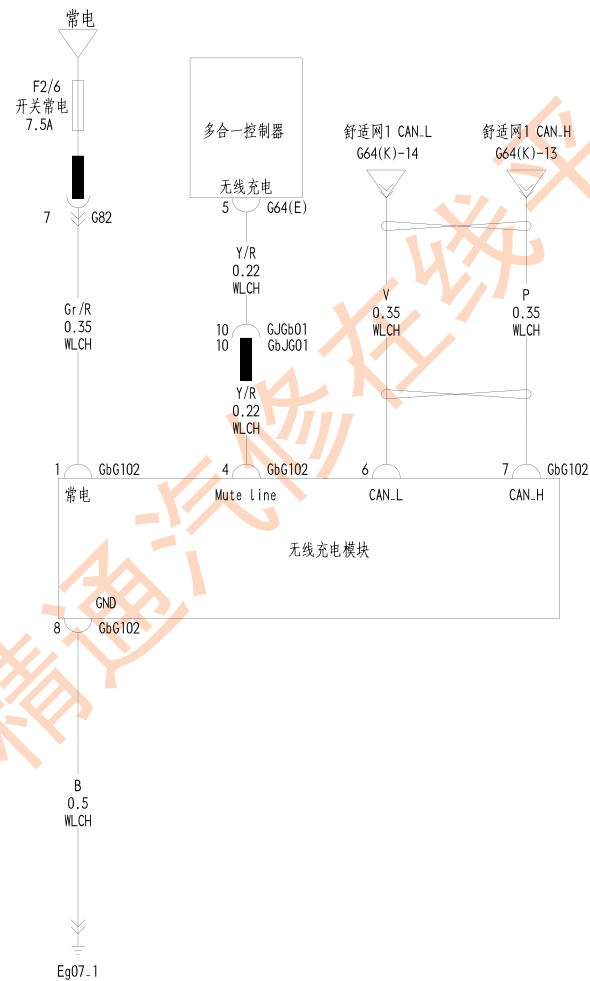 常电
F2/6
开关常电
7.5A
7
G82
Gr/R
0.35
WLCH
多合一控制器
无线充电
5
G64(E)
Y/R
0.22
WLCH
10
GJGb01
10
GbJG01
Y/R
0.22
WLCH
舒适网1 CAN_L
G64(K)-14
舒适网1 CAN_H
G64(K)-13
V
0.35
WLCH
P
0.35
WLCH
1
GbG102
4
GbG102
6
7
GbG102
常电
Mute line
CAN_L
CAN_H
无线充电模块
GND
8
GbG102
B
0.5
WLCH
Eg07_1
精通汽修在线平